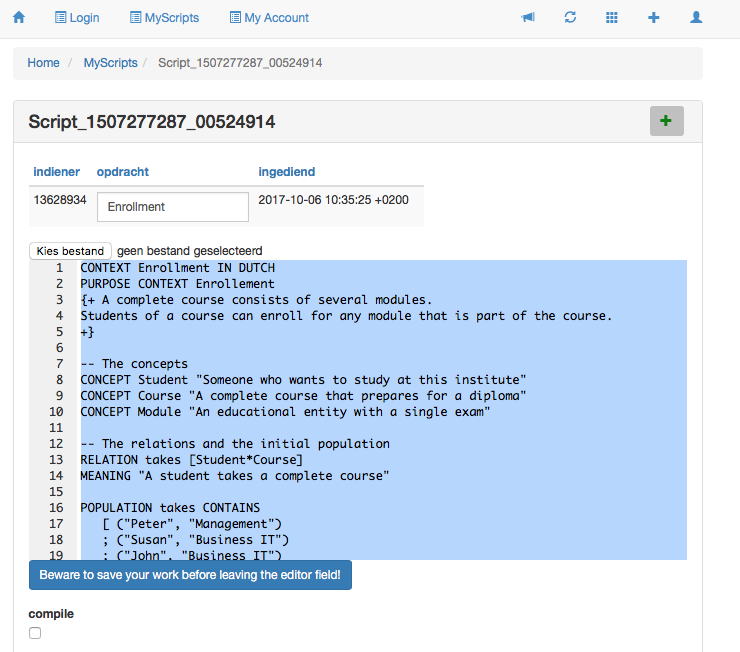 Login MyScripts My Account
Home / MyScripts / Script_1507277287_00524914
Script_1507277287_00524914
indiener opdracht ingediend
13628934 Enrollment 2017-10-06 10:35:25 +0200
Kies bestand geen bestand geselecteerd
1 CONTEXT Enrollment IN DUTCH
2 PURPOSE CONTEXT Enrollement
3 {+ A complete course consists of several modules.
4 Students of a course can enroll for any module that is part of the course.
5 +}
6
7 -- The concepts
8 CONCEPT Student "Someone who wants to study at this institute"
9 CONCEPT Course "A complete course that prepares for a diploma"
10 CONCEPT Module "An educational entity with a single exam"
11
12 -- The relations and the initial population
13 RELATION takes [Student*Course]
14 MEANING "A student takes a complete course"
15
16 POPULATION takes CONTAINS
17 [ ("Peter", "Management")
18 ; ("Susan", "Business IT")
19 ; ("John", "Business IT")
Beware to save your work before leaving the editor field!
compile